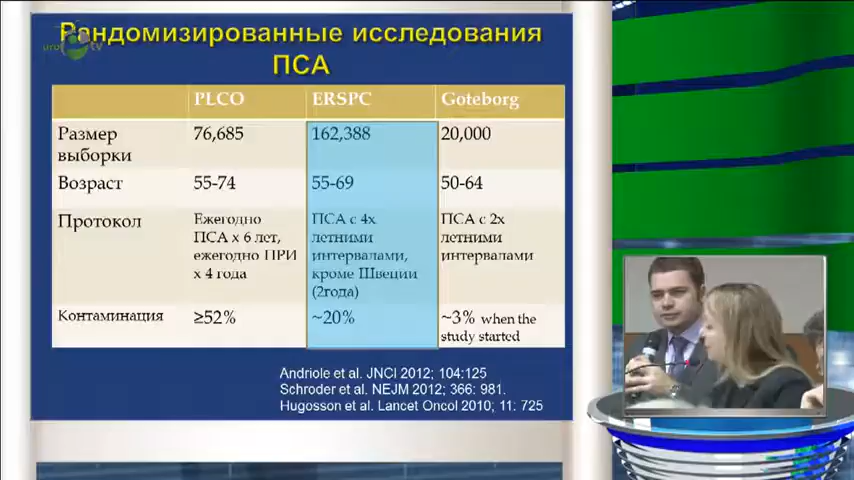 Рандомизированные исследования
ПСА
uro tv
PLCO ERSPC Goteborg
Размер выборки 76,685 162,388 20,000
Возраст 55-74 55-69 50-64
Протокол
Ежегодно
ПСА х 6 лет,
ежегодно ПРИ
х 4 года
ПСА с 4х
летними
интервалами,
кроме Швеции
(2года)
ПСА с 2х
летними
интервалами
Контаминация ≥52% ~20% ~3% when the
study started
Andriole et al. JNCI 2012; 104:125
Schroder et al. NEJM 2012; 366: 981.
Hugosson et al. Lancet Oncol 2010; 11: 725